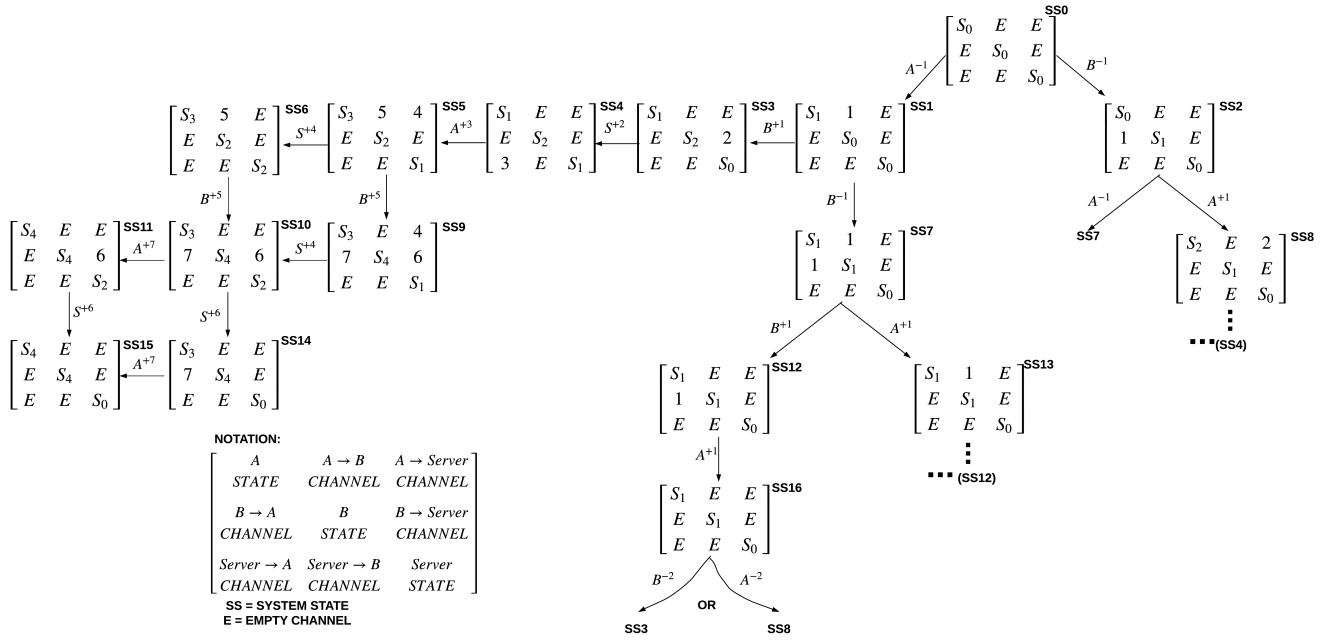 SS0
S₀ E E
E S₀ E
E E S₀
A⁻¹
B⁻¹
SS6
S₃ 5 E
E S₂ E
E E S₂
S⁺⁴
SS5
S₃ 5 4
E S₂ E
E E S₁
A⁺³
SS4
S₁ E E
E S₂ E
3 E S₁
S⁺²
SS3
S₁ E E
E S₂ 2
E E S₀
B⁺¹
SS1
S₁ 1 E
E S₀ E
E E S₀
SS2
S₀ E E
1 S₁ E
E E S₀
B⁺⁵
B⁺⁵
B⁻¹
A⁻¹
A⁺¹
SS7
SS11
S₄ E E
E S₄ 6
E E S₂
A⁺⁷
SS10
S₃ E E
7 S₄ 6
E E S₂
S⁺⁴
SS9
S₃ E 4
7 S₄ 6
E E S₁
SS7
S₁ 1 E
1 S₁ E
E E S₀
SS8
S₂ E 2
E S₁ E
E E S₀
(SS4)
S⁺⁶
S⁺⁶
B⁺¹
A⁺¹
SS15
S₄ E E
E S₄ E
E E S₀
A⁺⁷
SS14
S₃ E E
7 S₄ E
E E S₀
SS12
S₁ E E
1 S₁ E
E E S₀
SS13
S₁ 1 E
E S₁ E
E E S₀
(SS12)
A⁺¹
SS16
S₁ E E
E S₁ E
E E S₀
B⁻²
A⁻²
OR
SS3
SS8
NOTATION:
A A → B A → Server
STATE CHANNEL CHANNEL
B → A B B → Server
CHANNEL STATE CHANNEL
Server → A Server → B Server
CHANNEL CHANNEL STATE
SS = SYSTEM STATE
E = EMPTY CHANNEL